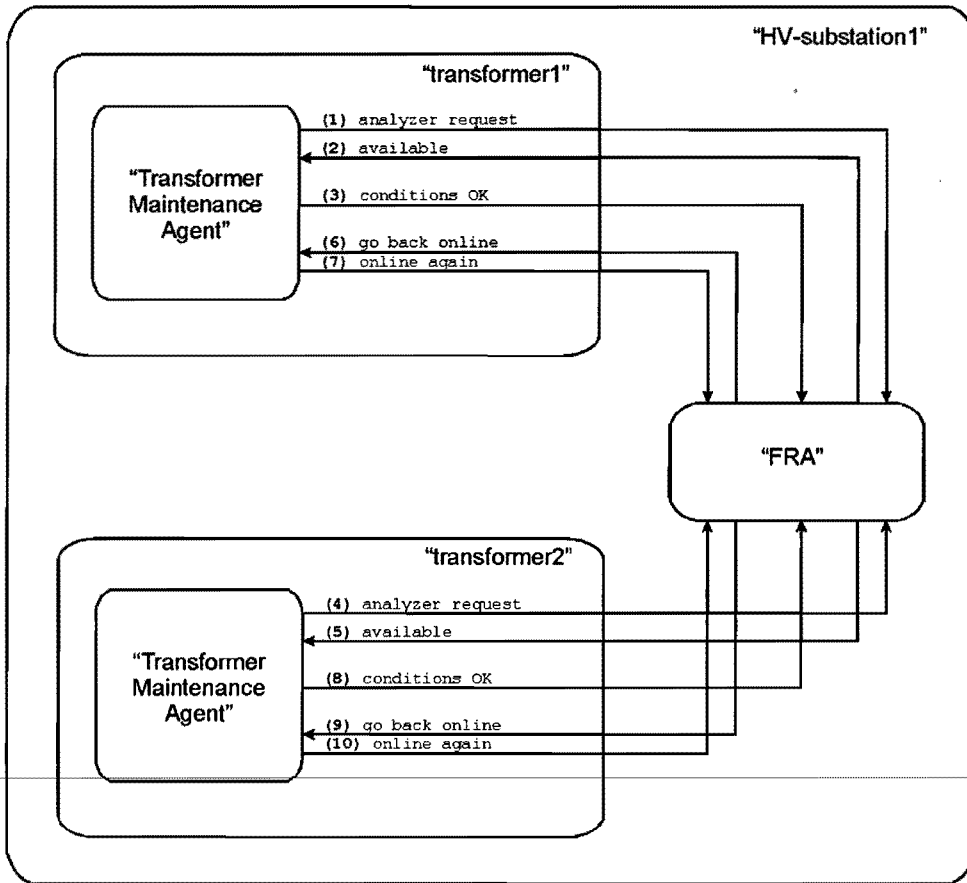 “HV-substation1”
“transformer1”
(1) analyzer request
(2) available
“Transformer
Maintenance
Agent”
(3) conditions OK
(6) go back online
(7) online again
“FRA”
“transformer2”
(4) analyzer request
(5) available
“Transformer
Maintenance
Agent”
(8) conditions OK
(9) go back online
(10) online again